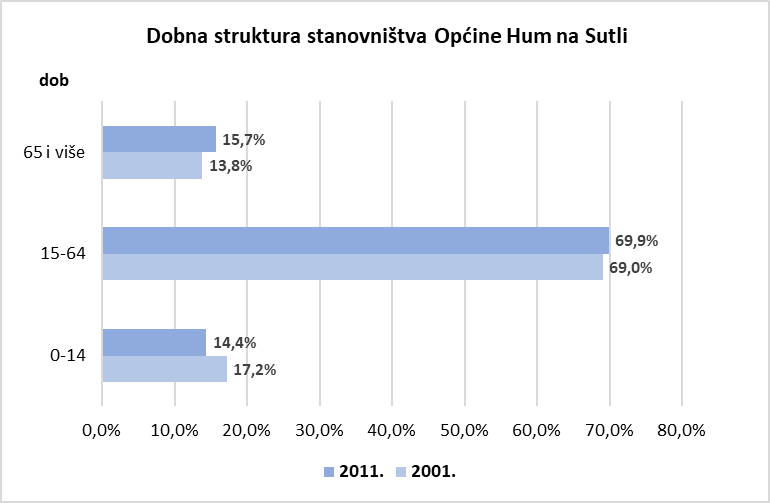 Dobna struktura stanovništva Općine Hum na Sutli
dob
65 i više
15,7%
13,8%
15-64
69,9%
69,0%
0-14
14,4%
17,2%
0,0% 10,0% 20,0% 30,0% 40,0% 50,0% 60,0% 70,0% 80,0%
2011. 2001.